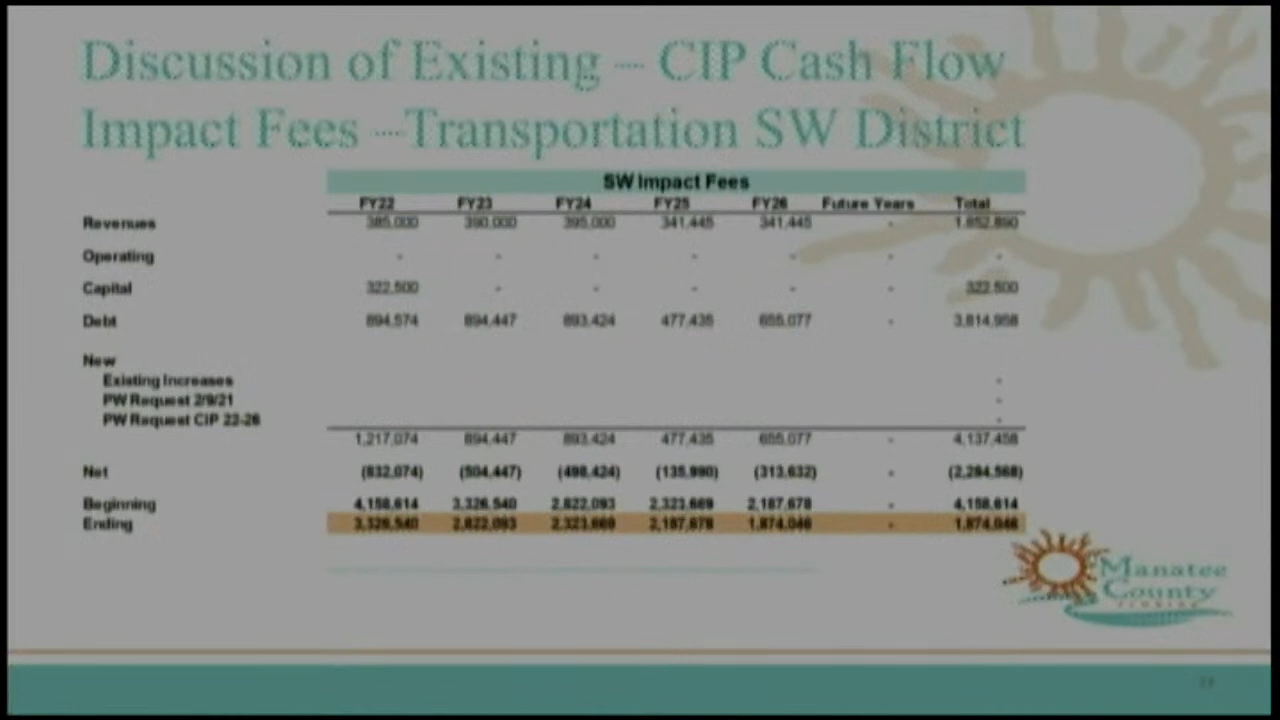 Discussion of Existing – CIP Cash Flow
Impact Fees –Transportation SW District
SW Impact Fees
FY22 FY23 FY24 FY25 FY26 Future Years Total
Revenues 385,000 390,000 395,000 341,445 341,445 - 1,852,890
Operating - - - - - - -
Capital 322,500 - - - - - 322,500
Debt 894,574 894,447 893,424 477,435 655,077 - 3,814,958
New
Existing Increases -
PW Request 2/9/21 -
PW Request CIP 22-26 -
1,217,074 894,447 893,424 477,435 655,077 - 4,137,458
Net (832,074) (504,447) (498,424) (135,990) (313,632) - (2,284,568)
Beginning 4,158,614 3,326,540 2,822,093 2,323,669 2,187,678 - 4,158,614
Ending 3,326,540 2,822,093 2,323,669 2,187,678 1,874,046 - 1,874,046
Manatee
County
FLORIDA